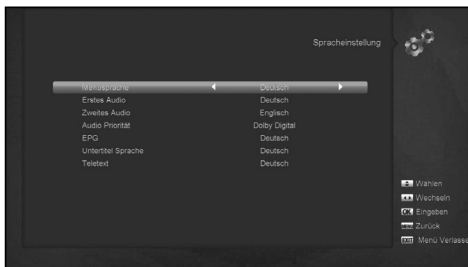 Spracheinstellung
Menüsprache Deutsch
Erstes Audio Deutsch
Zweites Audio Englisch
Audio Priorität Dolby Digital
EPG Deutsch
Untertitel Sprache Deutsch
Teletext Deutsch
Wählen
Wechseln
OK Eingeben
Zurück
Menü Verlasse